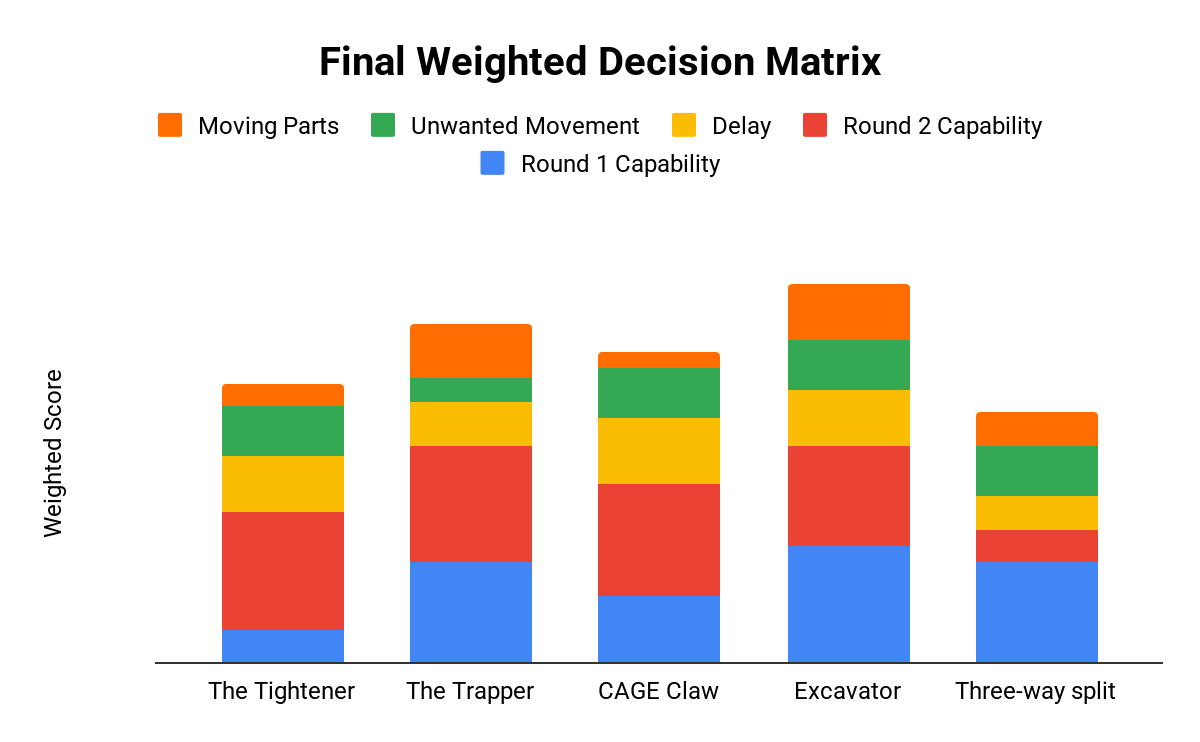 Final Weighted Decision Matrix
Moving Parts Unwanted Movement Delay Round 2 Capability
Round 1 Capability
Weighted Score
The Tightener The Trapper CAGE Claw Excavator Three-way split